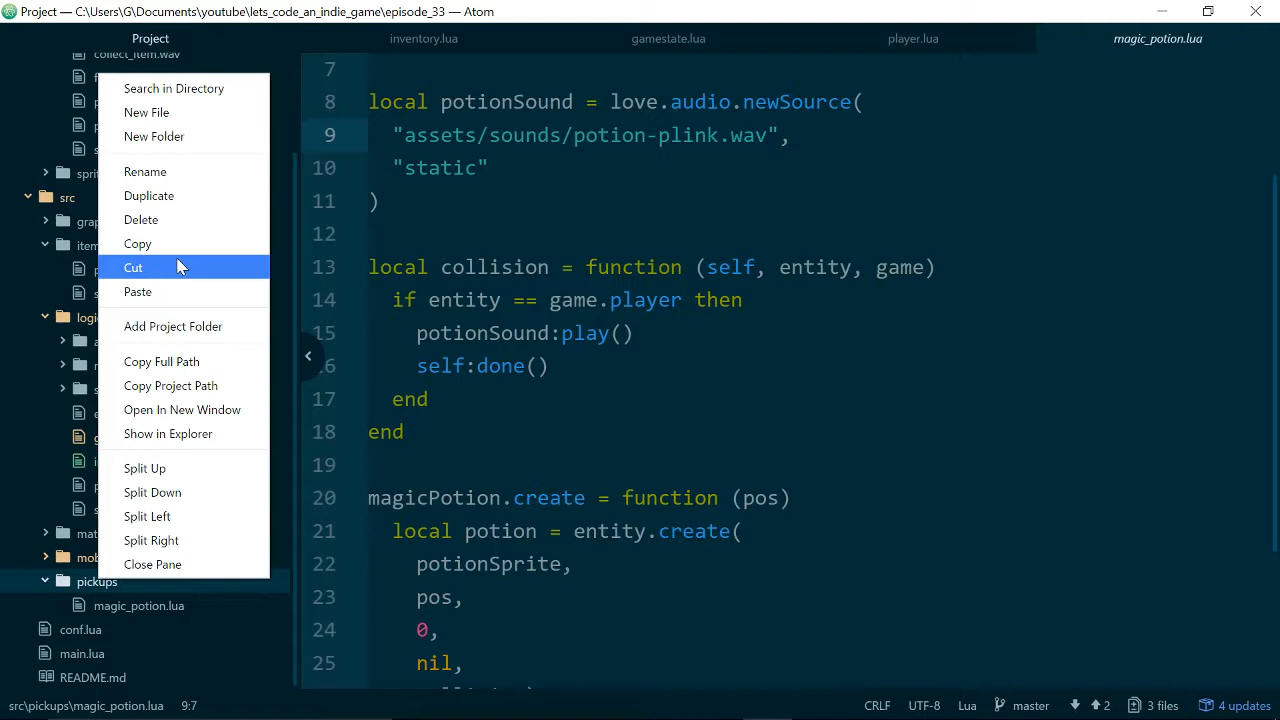 Project — C:\Users\G\Documents\youtube\lets_code_an_indie_game\episode_33 — Atom
Project
inventory.lua
gamestate.lua
player.lua
magic_potion.lua
collect_item.wav
f
p
p
s
sprit
src
grap
item
p
s
logic
a
m
s
e
g
i
p
s
mat
mob
pickups
magic_potion.lua
conf.lua
main.lua
README.md
Search in Directory
New File
New Folder
Rename
Duplicate
Delete
Copy
Cut
Paste
Add Project Folder
Copy Full Path
Copy Project Path
Open In New Window
Show in Explorer
Split Up
Split Down
Split Left
Split Right
Close Pane
7
8 local potionSound = love.audio.newSource(
9 "assets/sounds/potion-plink.wav",
10 "static"
11 )
12
13 local collision = function (self, entity, game)
14 if entity == game.player then
15 potionSound:play()
16 self:done()
17 end
18 end
19
20 magicPotion.create = function (pos)
21 local potion = entity.create(
22 potionSprite,
23 pos,
24 0,
25 nil,
src\pickups\magic_potion.lua 9:7
CRLF UTF-8 Lua master 2 3 files 4 updates